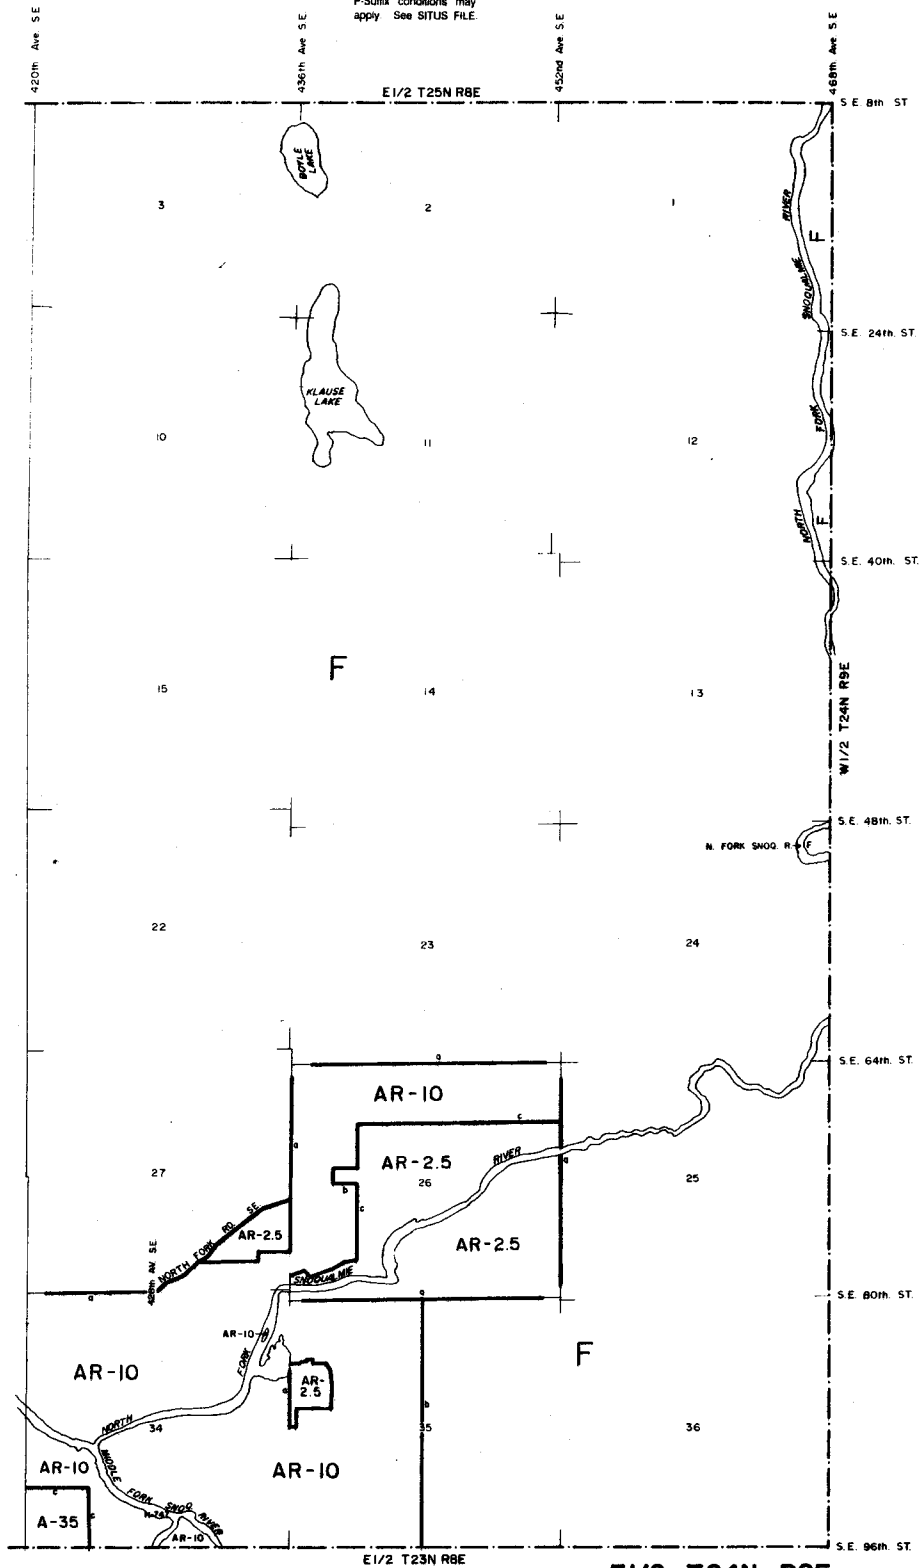 P-Suffix conditions may
apply. See SITUS FILE.
420th Ave. S.E.
436th Ave. S.E.
452nd Ave. S.E.
468th Ave. S.E.
E1/2 T25N R8E
S.E. 8th ST
BOYLE
LAKE
3
2
1
RIVER
F
SNOQUALMIE
S.E. 24th. ST.
KLAUSE
LAKE
FORK
10
11
12
NORTH
F
S.E. 40th. ST.
F
15
14
13
W1/2 T24N R9E
S.E. 48th. ST.
N. FORK SNOQ. R.
F
22
23
24
S.E. 64th ST.
a
AR-10
c
a
AR-2.5
RIVER
a
27
26
25
b
c
NORTH FORK RD. SE
AR-2.5
AR-2.5
428th AV. S.E.
SNOQUALMIE
a
a
S.E. 80th. ST.
AR-10
FORK
F
AR-10
a
AR-
2.5
b
NORTH
34
35
36
AR-10
MIDDLE FORK SNOQ. RIVER
AR-10
c
c
A-35
AR-10
S.E. 96th ST.
E1/2 T23N R8E